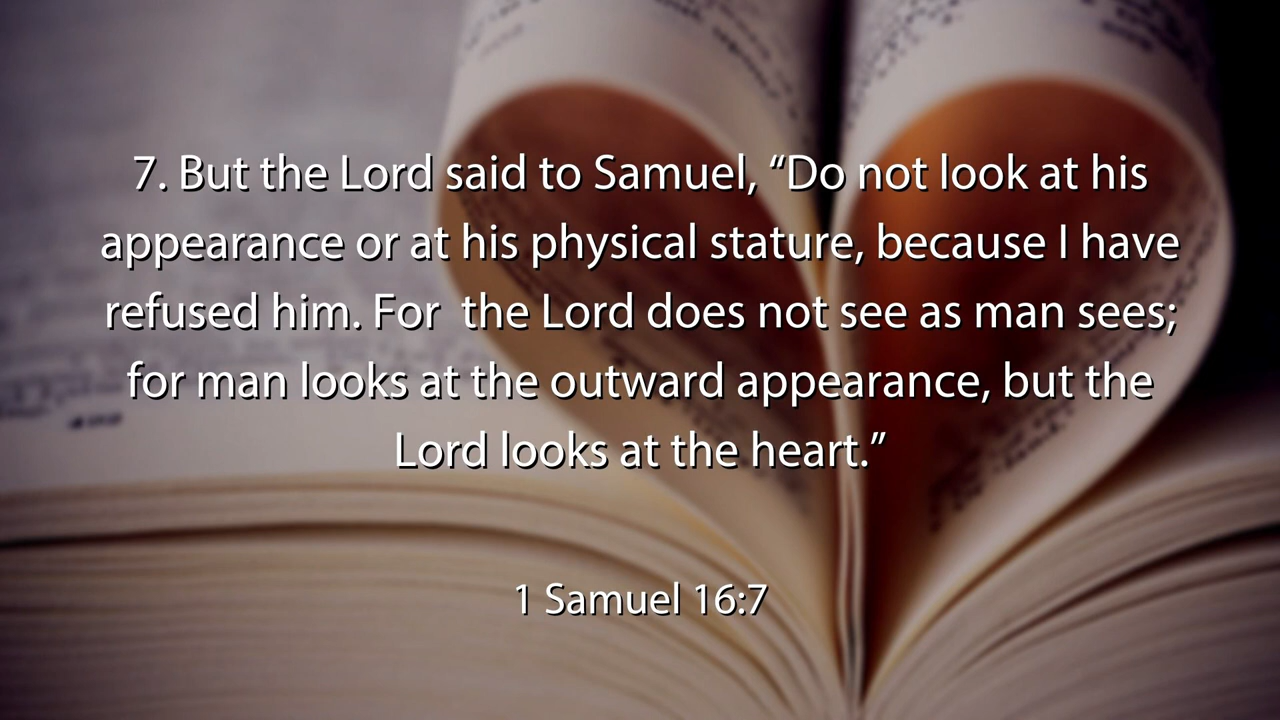 7. But the Lord said to Samuel, “Do not look at his
appearance or at his physical stature, because I have
refused him. For  the Lord does not see as man sees;
for man looks at the outward appearance, but the
Lord looks at the heart.”
1 Samuel 16:7